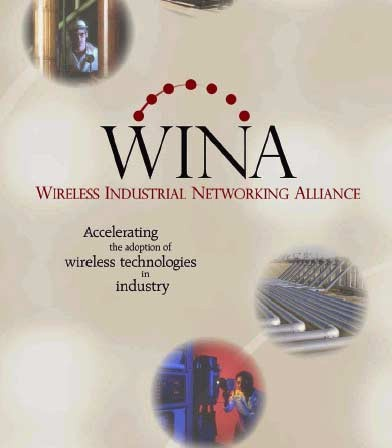 WINA
WIRELESS INDUSTRIAL NETWORKING ALLIANCE
Accelerating
the adoption of
wireless technologies
in
industry